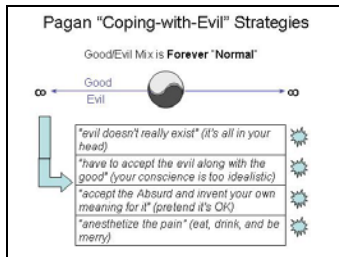 Pagan "Coping-with-Evil" Strategies
Good/Evil Mix is Forever "Normal"
Good
∞ ∞
Evil
"evil doesn't really exist" (it's all in your
head)
"have to accept the evil along with the
good" (your conscience is too idealistic)
"accept the Absurd and invent your own
meaning for it" (pretend it's OK)
"anesthetize the pain" (eat, drink, and be
merry)